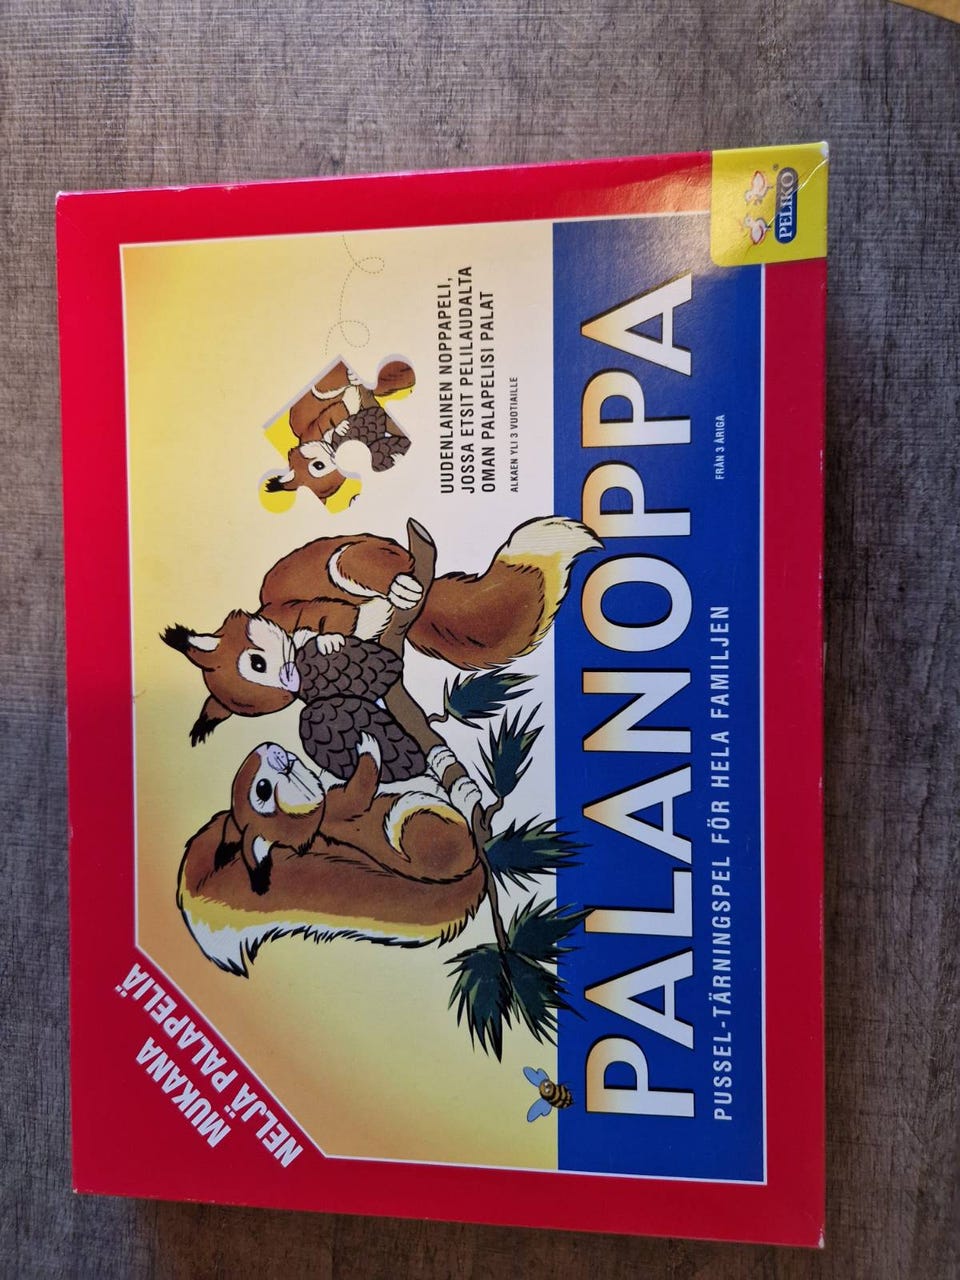 MUKANA
NELJÄ PALAPELIÄ
UUDENLAINEN NOPPAPELI,
JOSSA ETSIT PELILAUDALTA
OMAN PALAPELISI PALAT
ALKAEN YLI 3 VUOTIAILLE
PALANOPPA
PUSSEL-TÄRNINGSPEL FÖR HELA FAMILJEN
FRÅN 3 ÅRIGA
PELIKO®